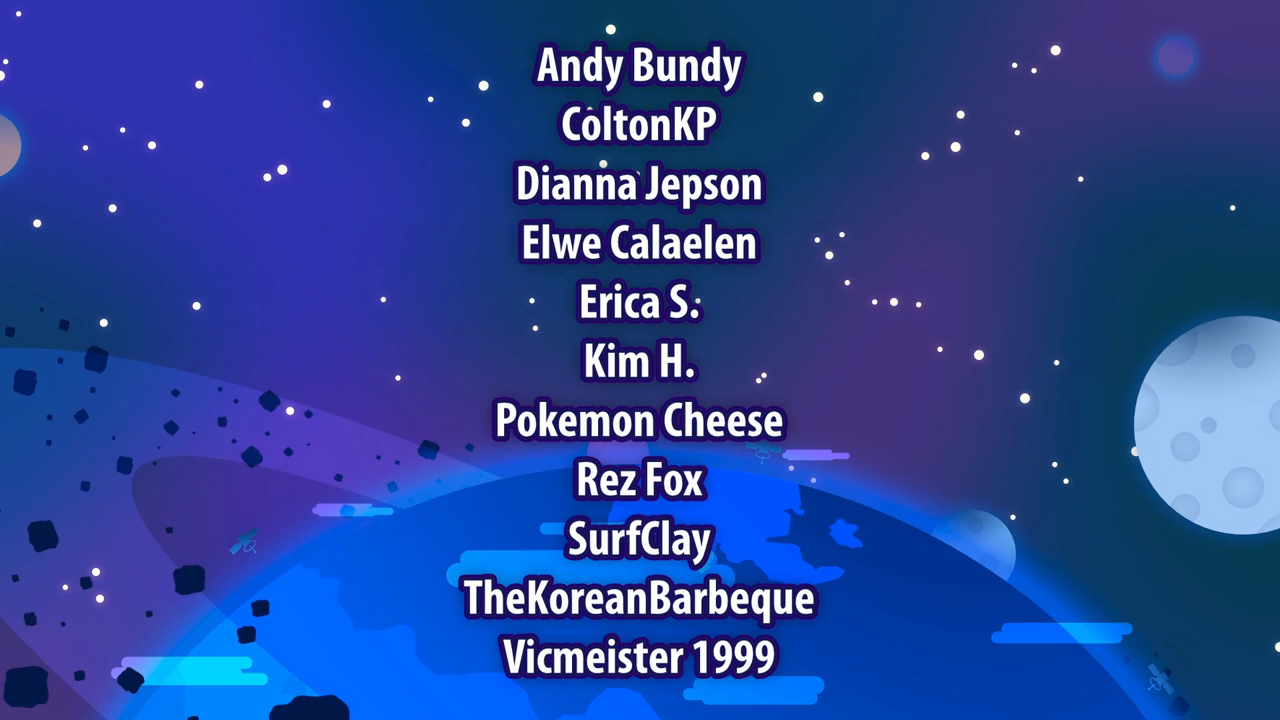 Andy Bundy
ColtonKP
Dianna Jepson
Elwe Calaelen
Erica S.
Kim H.
Pokemon Cheese
Rez Fox
SurfClay
TheKoreanBarbeque
Vicmeister 1999